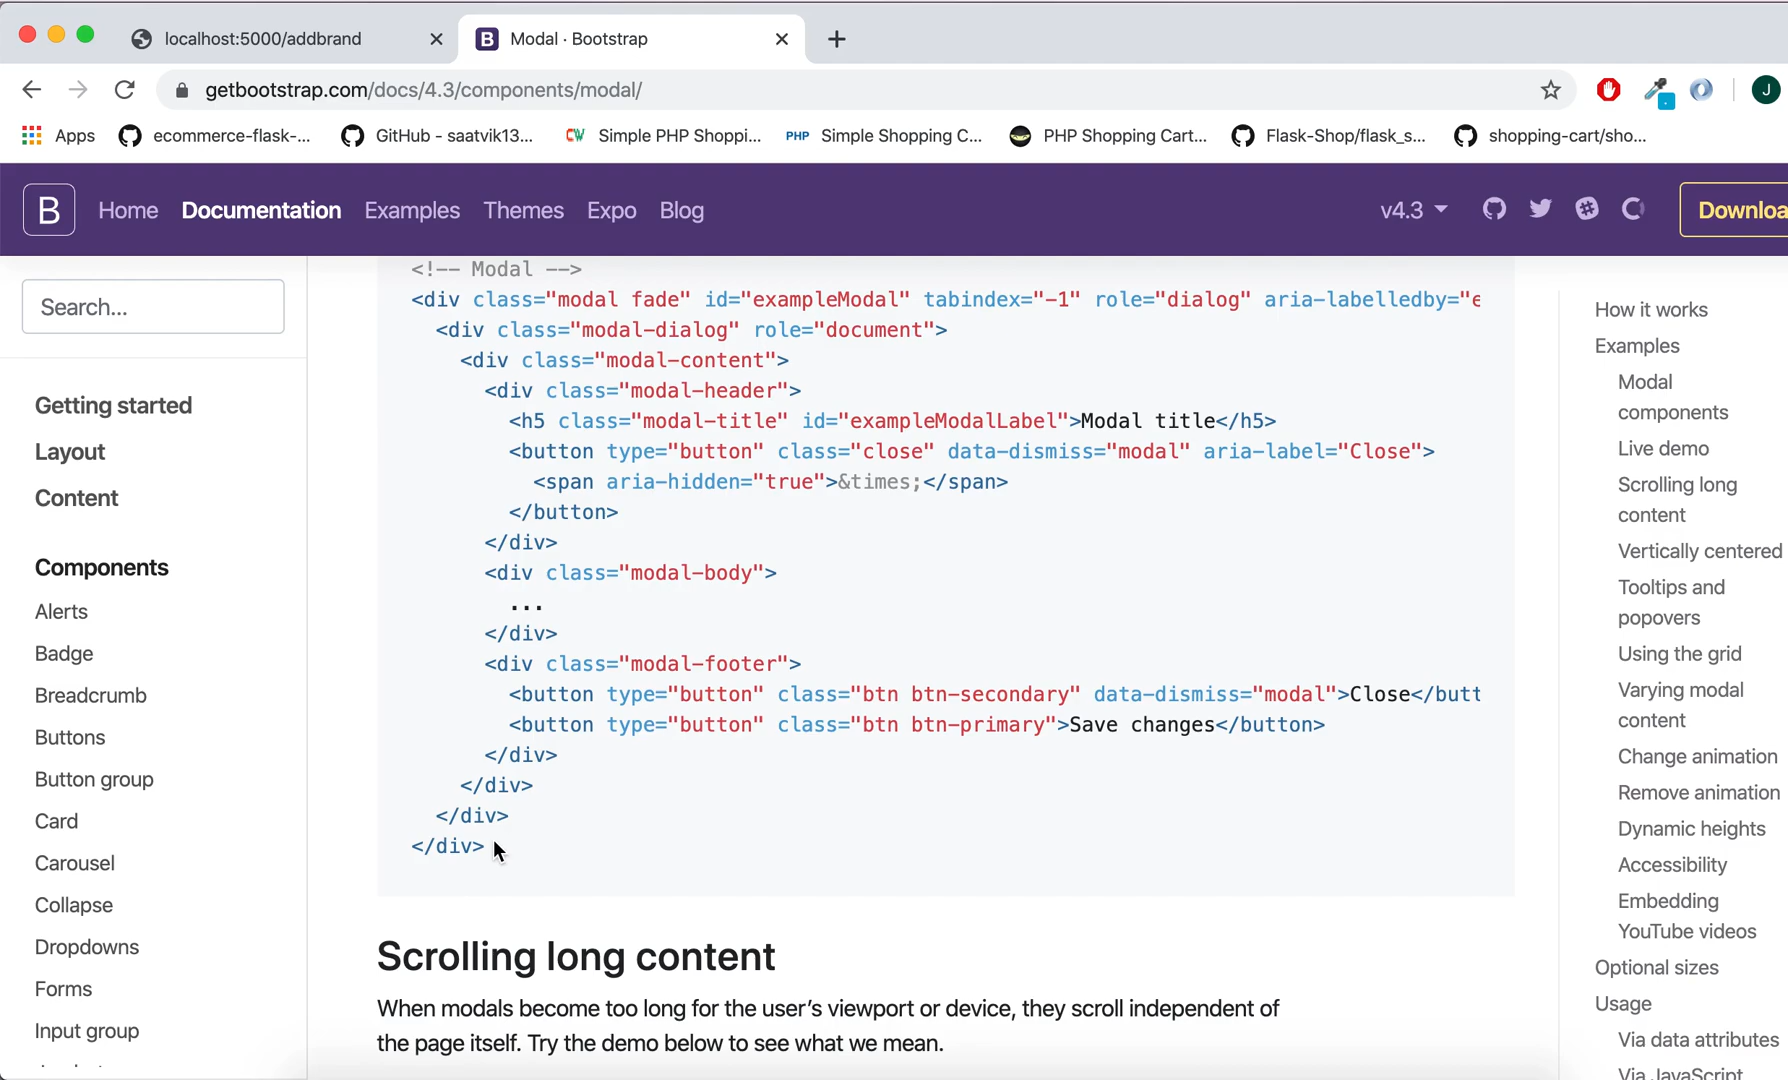 localhost:5000/addbrand
B Modal · Bootstrap
getbootstrap.com/docs/4.3/components/modal/
J
Apps ecommerce-flask-... GitHub - saatvik13... CW Simple PHP Shoppi... PHP Simple Shopping C... PHP Shopping Cart... Flask-Shop/flask_s... shopping-cart/sho...
B Home Documentation Examples Themes Expo Blog v4.3 Downloa
Search...
Getting started
Layout
Content
Components
Alerts
Badge
Breadcrumb
Buttons
Button group
Card
Carousel
Collapse
Dropdowns
Forms
Input group
<!-- Modal -->
<div class="modal fade" id="exampleModal" tabindex="-1" role="dialog" aria-labelledby="e
<div class="modal-dialog" role="document">
<div class="modal-content">
<div class="modal-header">
<h5 class="modal-title" id="exampleModalLabel">Modal title</h5>
<button type="button" class="close" data-dismiss="modal" aria-label="Close">
<span aria-hidden="true">&times;</span>
</button>
</div>
<div class="modal-body">
...
</div>
<div class="modal-footer">
<button type="button" class="btn btn-secondary" data-dismiss="modal">Close</butt
<button type="button" class="btn btn-primary">Save changes</button>
</div>
</div>
</div>
</div>
Scrolling long content
When modals become too long for the user's viewport or device, they scroll independent of
the page itself. Try the demo below to see what we mean.
How it works
Examples
Modal
components
Live demo
Scrolling long
content
Vertically centered
Tooltips and
popovers
Using the grid
Varying modal
content
Change animation
Remove animation
Dynamic heights
Accessibility
Embedding
YouTube videos
Optional sizes
Usage
Via data attributes
Via JavaScript